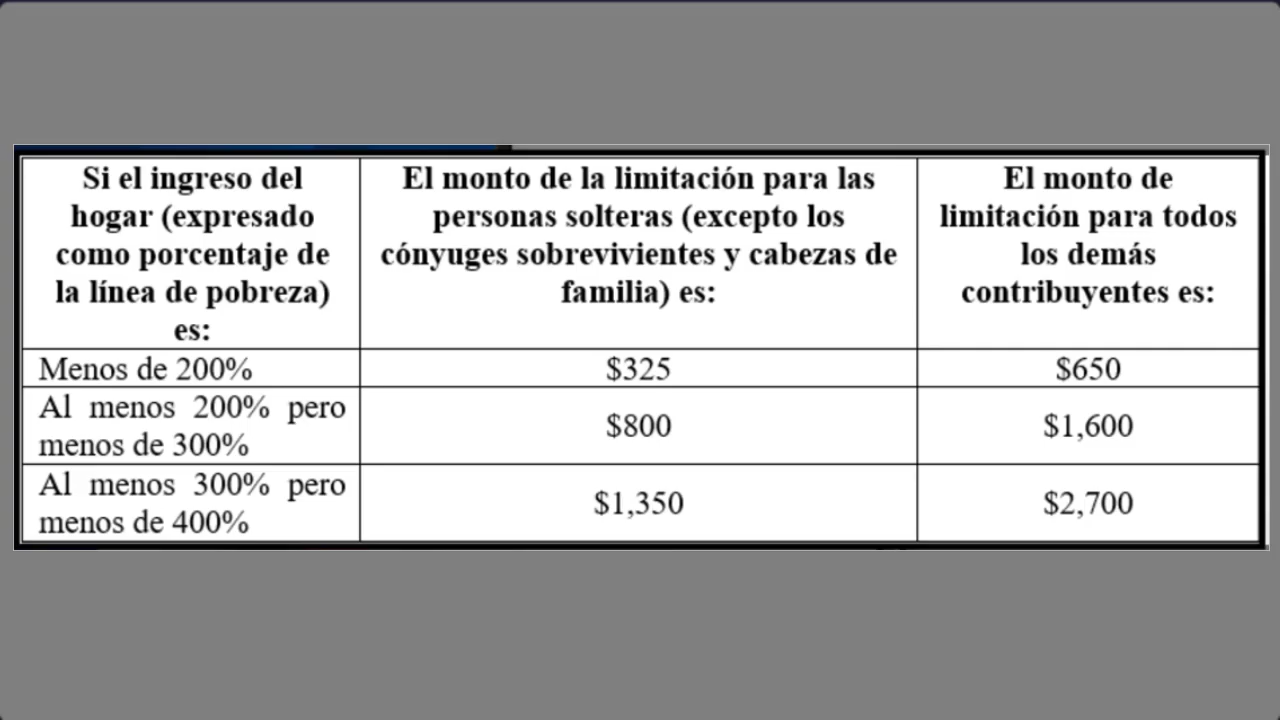 Si el ingreso del
hogar (expresado
como porcentaje de
la línea de pobreza)
es:
El monto de la limitación para las
personas solteras (excepto los
cónyuges sobrevivientes y cabezas de
familia) es:
El monto de
limitación para todos
los demás
contribuyentes es:
Menos de 200%
$325
$650
Al menos 200% pero
menos de 300%
$800
$1,600
Al menos 300% pero
menos de 400%
$1,350
$2,700